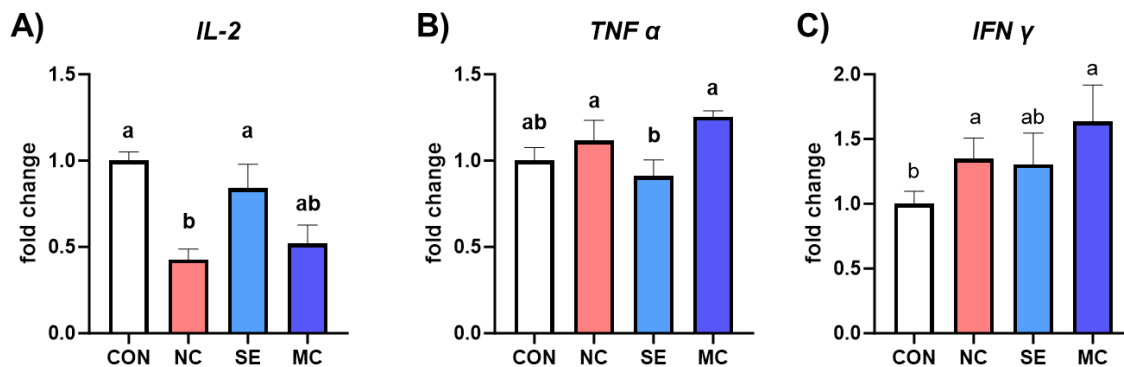 A) IL-2
fold change
1.5
1.0
0.5
0.0
a
b
a
ab
CON NC SE MC
B) TNF α
fold change
1.5
1.0
0.5
0.0
ab
a
b
a
CON NC SE MC
C) IFN γ
fold change
2.0
1.5
1.0
0.5
0.0
b
a
ab
a
CON NC SE MC